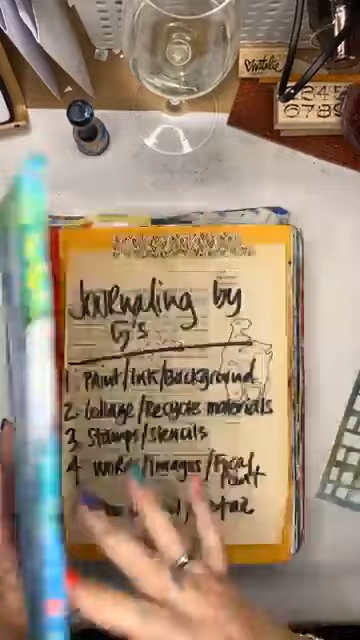 Natalie
6789
Journaling by
5's
1 Paint/Ink/Background
2. Collage/Recycle materials
3 Stamps/Stencils
4 Words/Images/Focal
Point